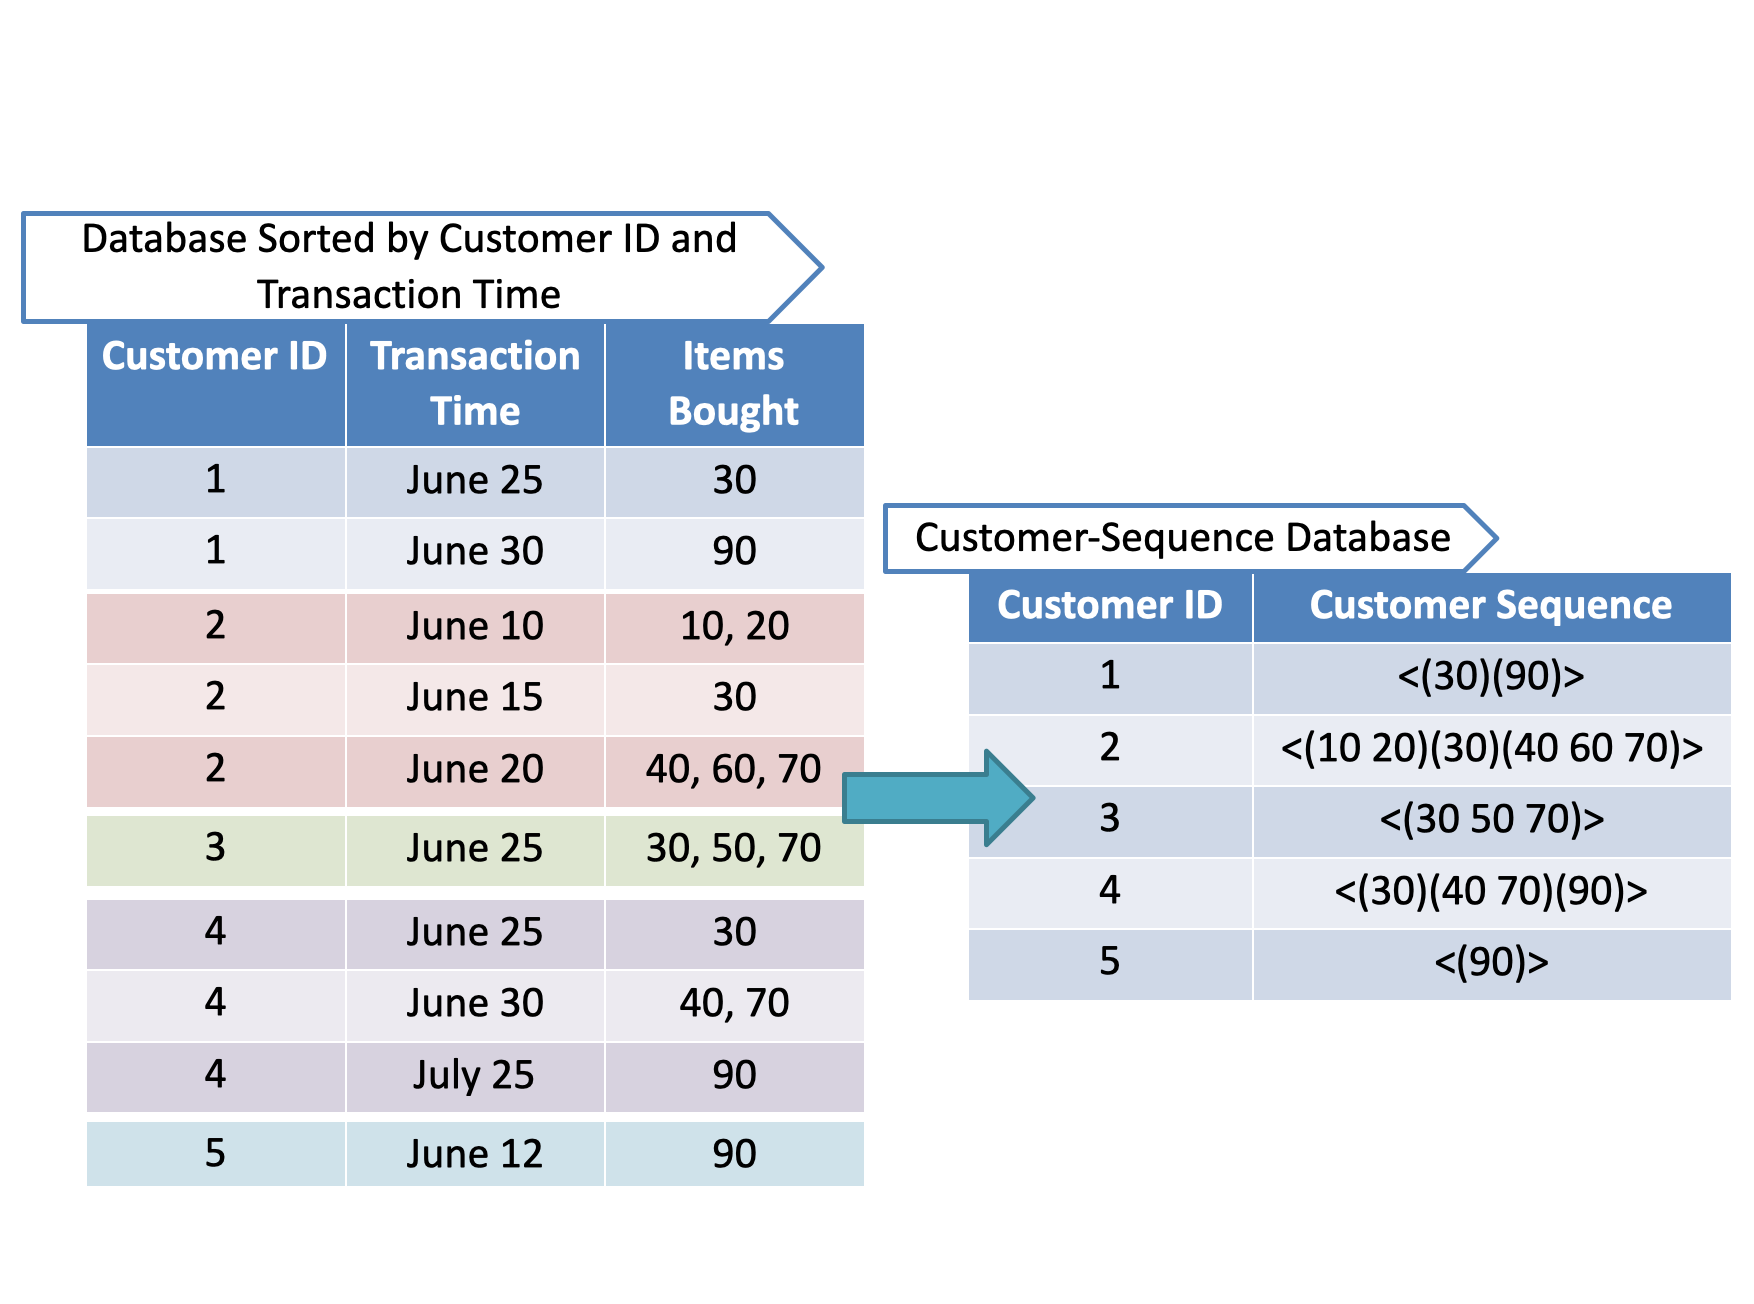 Database Sorted by Customer ID and
Transaction Time
Customer ID Transaction Time Items Bought
1 June 25 30
1 June 30 90
2 June 10 10, 20
2 June 15 30
2 June 20 40, 60, 70
3 June 25 30, 50, 70
4 June 25 30
4 June 30 40, 70
4 July 25 90
5 June 12 90
Customer-Sequence Database
Customer ID Customer Sequence
1 <(30)(90)>
2 <(10 20)(30)(40 60 70)>
3 <(30 50 70)>
4 <(30)(40 70)(90)>
5 <(90)>